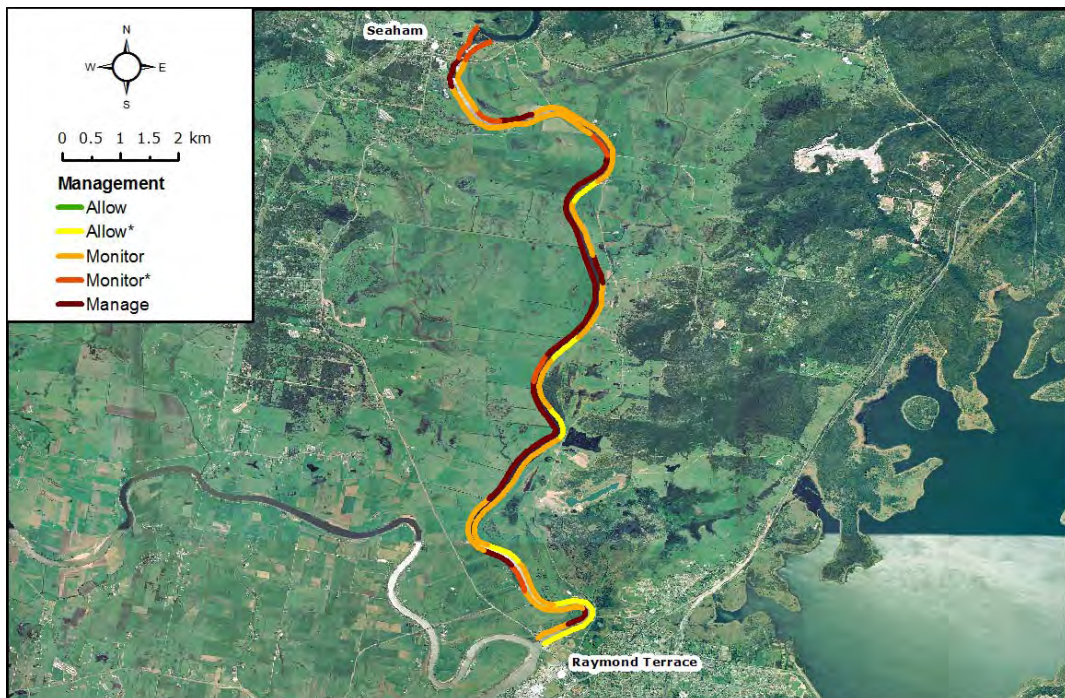 Seaham
N
W E
S
0 0.5 1 1.5 2 km
Management
Allow
Allow*
Monitor
Monitor*
Manage
Raymond Terrace